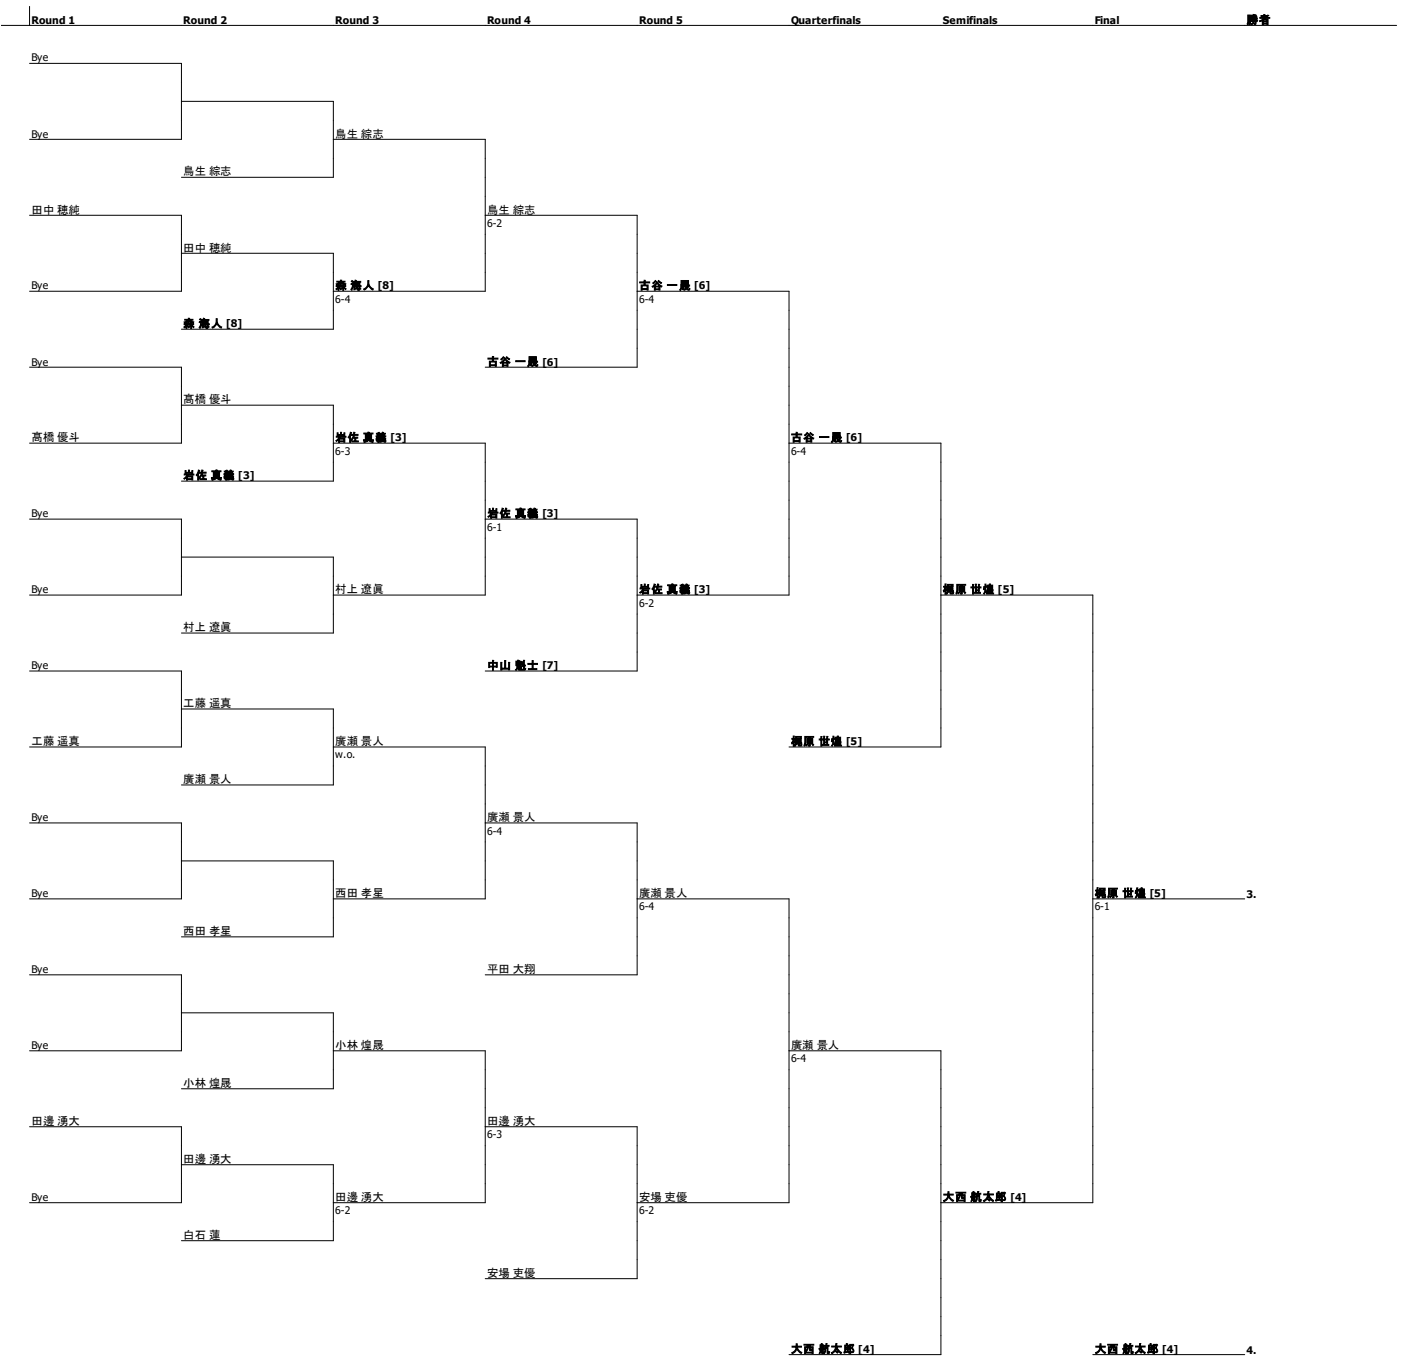 Round 1 Round 2 Round 3 Round 4 Round 5 Quarterfinals Semifinals Final 勝者
Bye
Bye
鳥生 綜志
鳥生 綜志
田中 穂純
鳥生 綜志
6-2
田中 穂純
Bye
森 海人 [8]
古谷 一晟 [6]
6-4
6-4
森 海人 [8]
Bye
古谷 一晟 [6]
髙橋 優斗
髙橋 優斗
岩佐 真義 [3]
古谷 一晟 [6]
6-3
6-4
岩佐 真義 [3]
Bye
岩佐 真義 [3]
6-1
Bye
村上 遼眞
岩佐 真義 [3]
梶原 世煌 [5]
6-2
村上 遼眞
Bye
中山 魁士 [7]
工藤 遥真
工藤 遥真
廣瀬 景人
梶原 世煌 [5]
w.o.
廣瀬 景人
Bye
廣瀬 景人
6-4
Bye
西田 孝星
廣瀬 景人
梶原 世煌 [5]
3.
6-4
6-1
西田 孝星
Bye
平田 大翔
Bye
小林 煌晟
廣瀬 景人
6-4
小林 煌晟
田邊 湧大
田邊 湧大
6-3
田邊 湧大
Bye
田邊 湧大
安場 吏優
大西 航太郎 [4]
6-2
6-2
白石 蓮
安場 吏優
大西 航太郎 [4]
大西 航太郎 [4]
4.